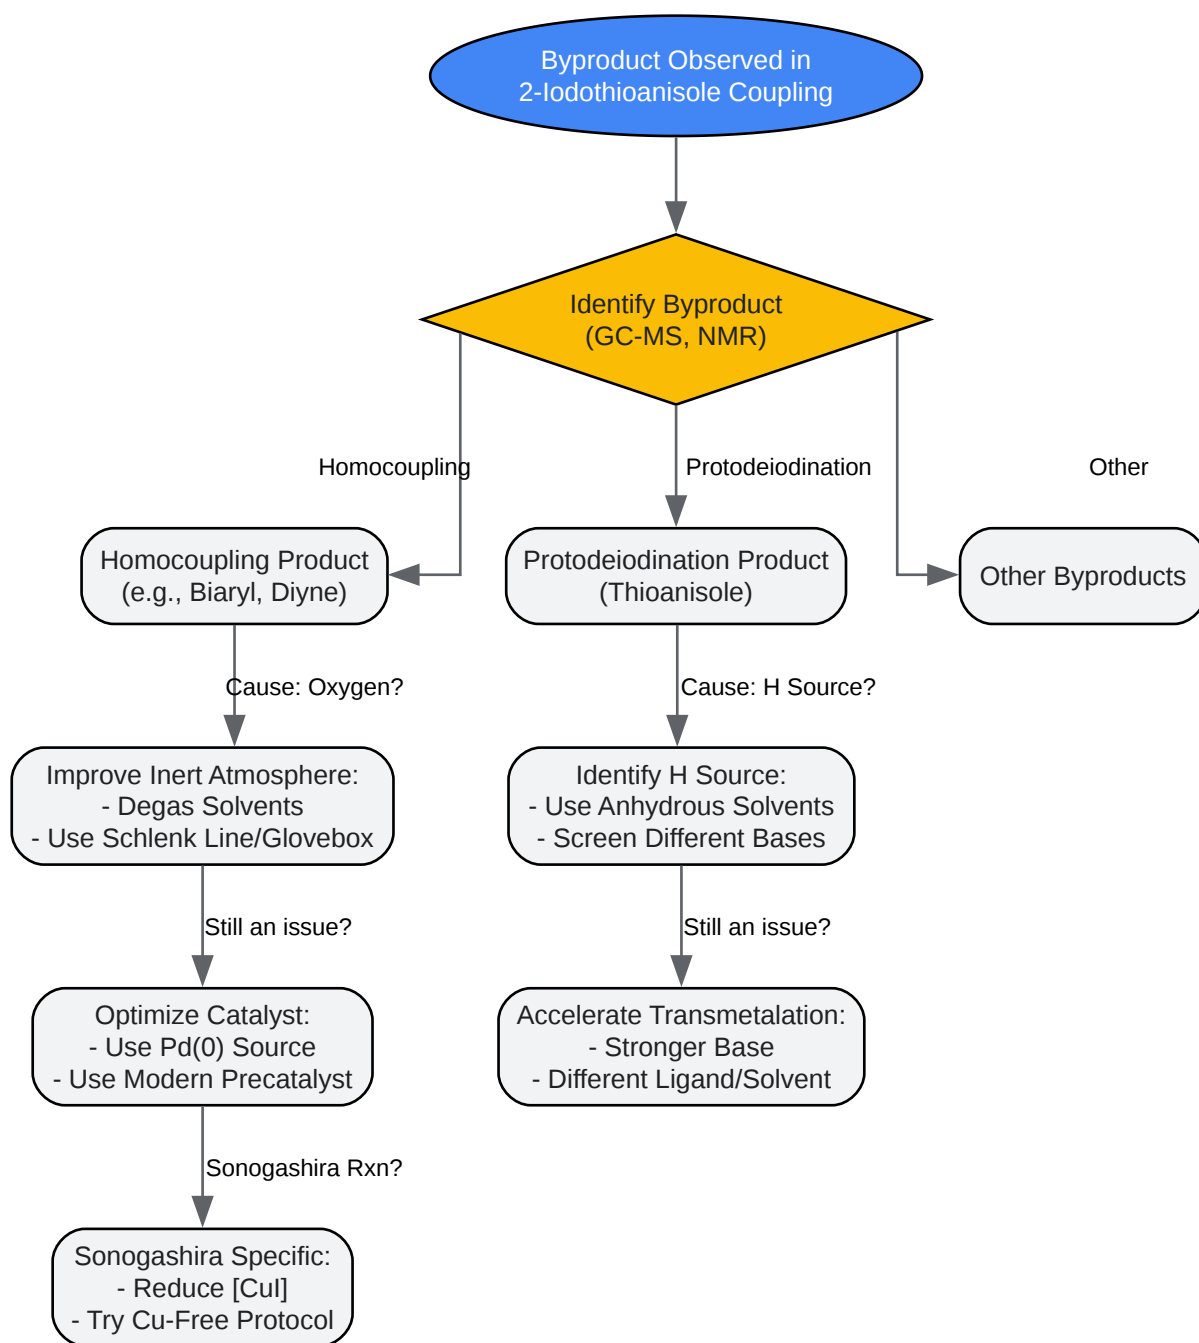 Byproduct Observed in
2-Iodothioanisole Coupling
Identify Byproduct
(GC-MS, NMR)
Homocoupling
Protodeiodination
Other
Homocoupling Product
(e.g., Biaryl, Diyne)
Protodeiodination Product
(Thioanisole)
Other Byproducts
Cause: Oxygen?
Cause: H Source?
Improve Inert Atmosphere:
- Degas Solvents
- Use Schlenk Line/Glovebox
Identify H Source:
- Use Anhydrous Solvents
- Screen Different Bases
Still an issue?
Still an issue?
Optimize Catalyst:
- Use Pd(0) Source
- Use Modern Precatalyst
Accelerate Transmetalation:
- Stronger Base
- Different Ligand/Solvent
Sonogashira Rxn?
Sonogashira Specific:
- Reduce [CuI]
- Try Cu-Free Protocol